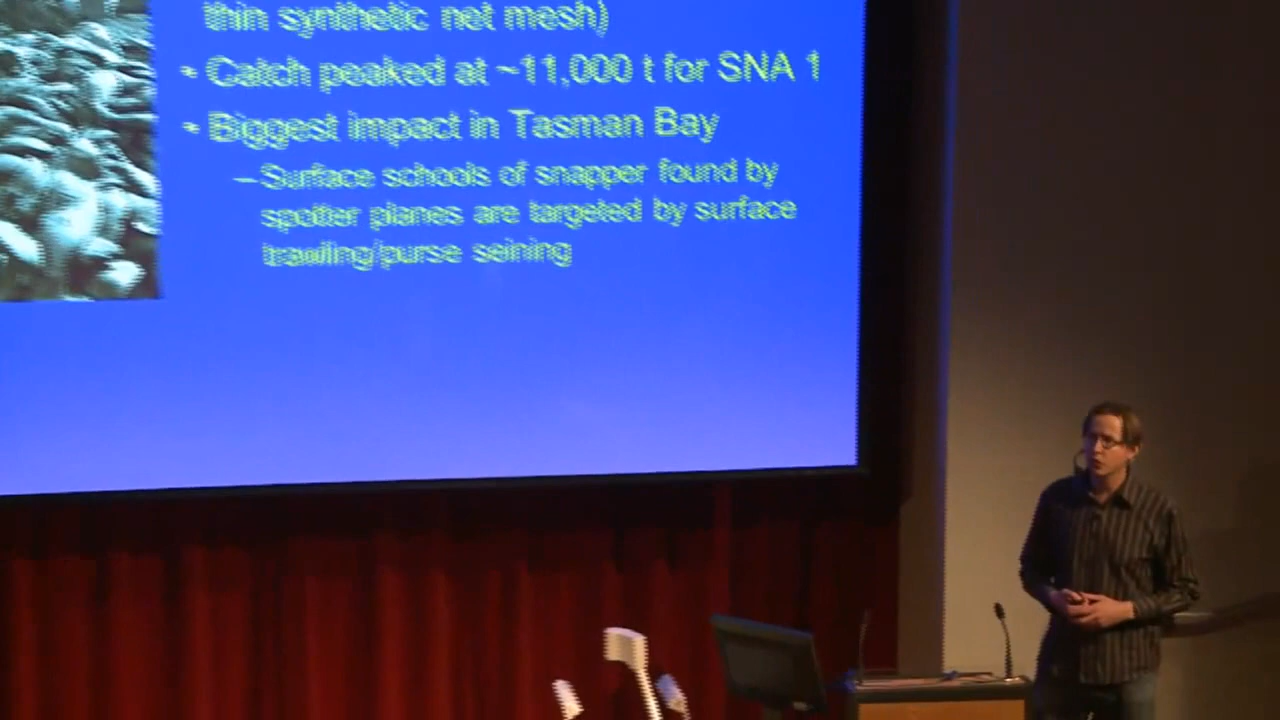 thin synthetic net mesh)
• Catch peaked at ~11,000 t for SNA 1
• Biggest impact in Tasman Bay
– Surface schools of snapper found by
spotter planes are targeted by surface
trawling/purse seining